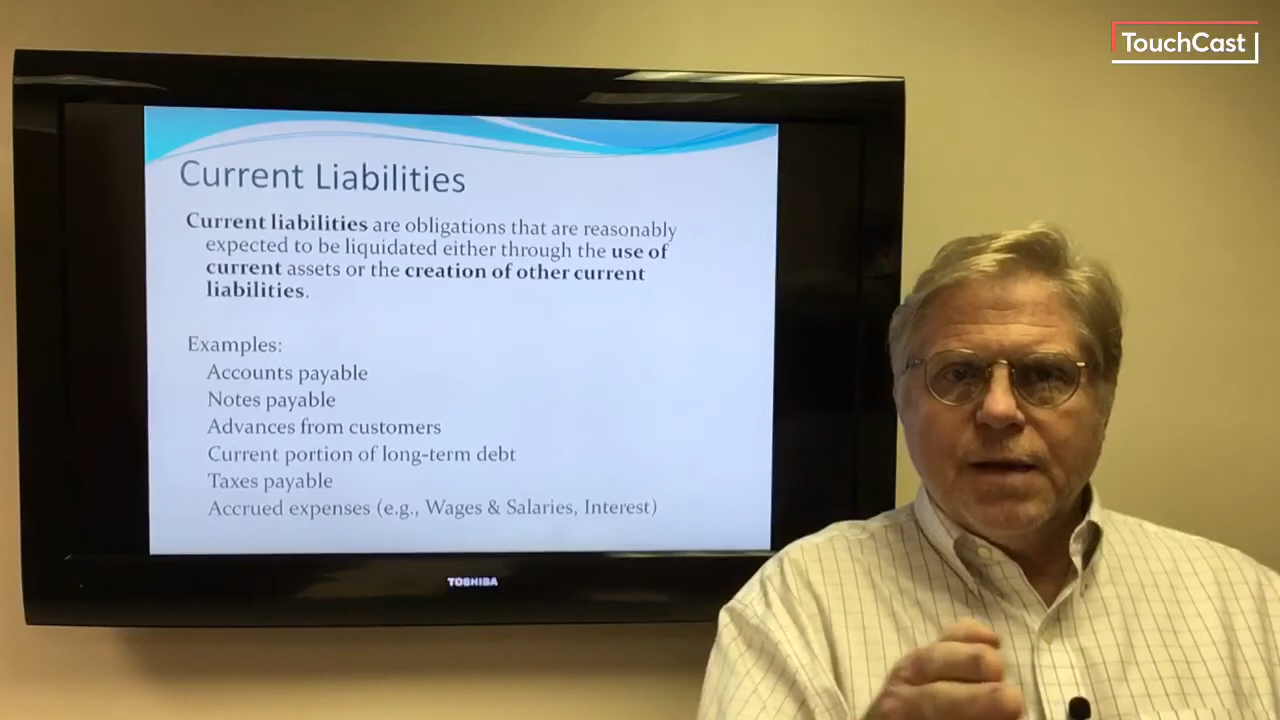 TouchCast
Current Liabilities
Current liabilities are obligations that are reasonably
expected to be liquidated either through the use of
current assets or the creation of other current
liabilities.
Examples:
Accounts payable
Notes payable
Advances from customers
Current portion of long-term debt
Taxes payable
Accrued expenses (e.g., Wages & Salaries, Interest)
TOSHIBA